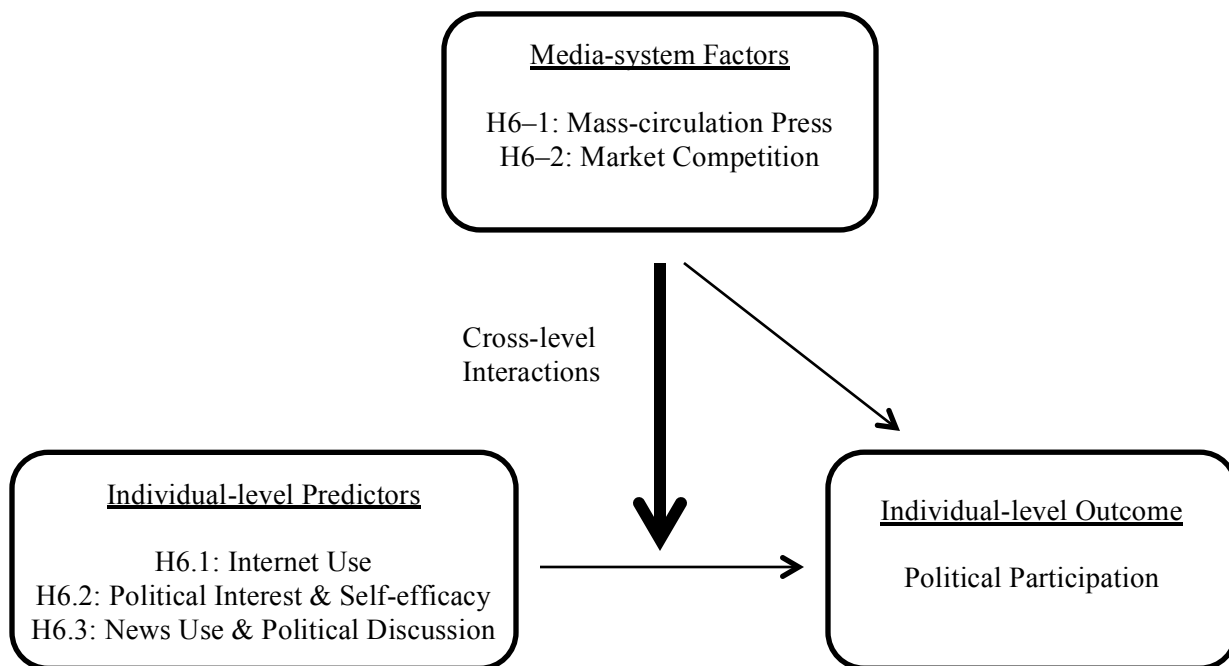 Media-system Factors
H6–1: Mass-circulation Press
H6–2: Market Competition
Cross-level
Interactions
Individual-level Predictors
H6.1: Internet Use
H6.2: Political Interest & Self-efficacy
H6.3: News Use & Political Discussion
Individual-level Outcome
Political Participation